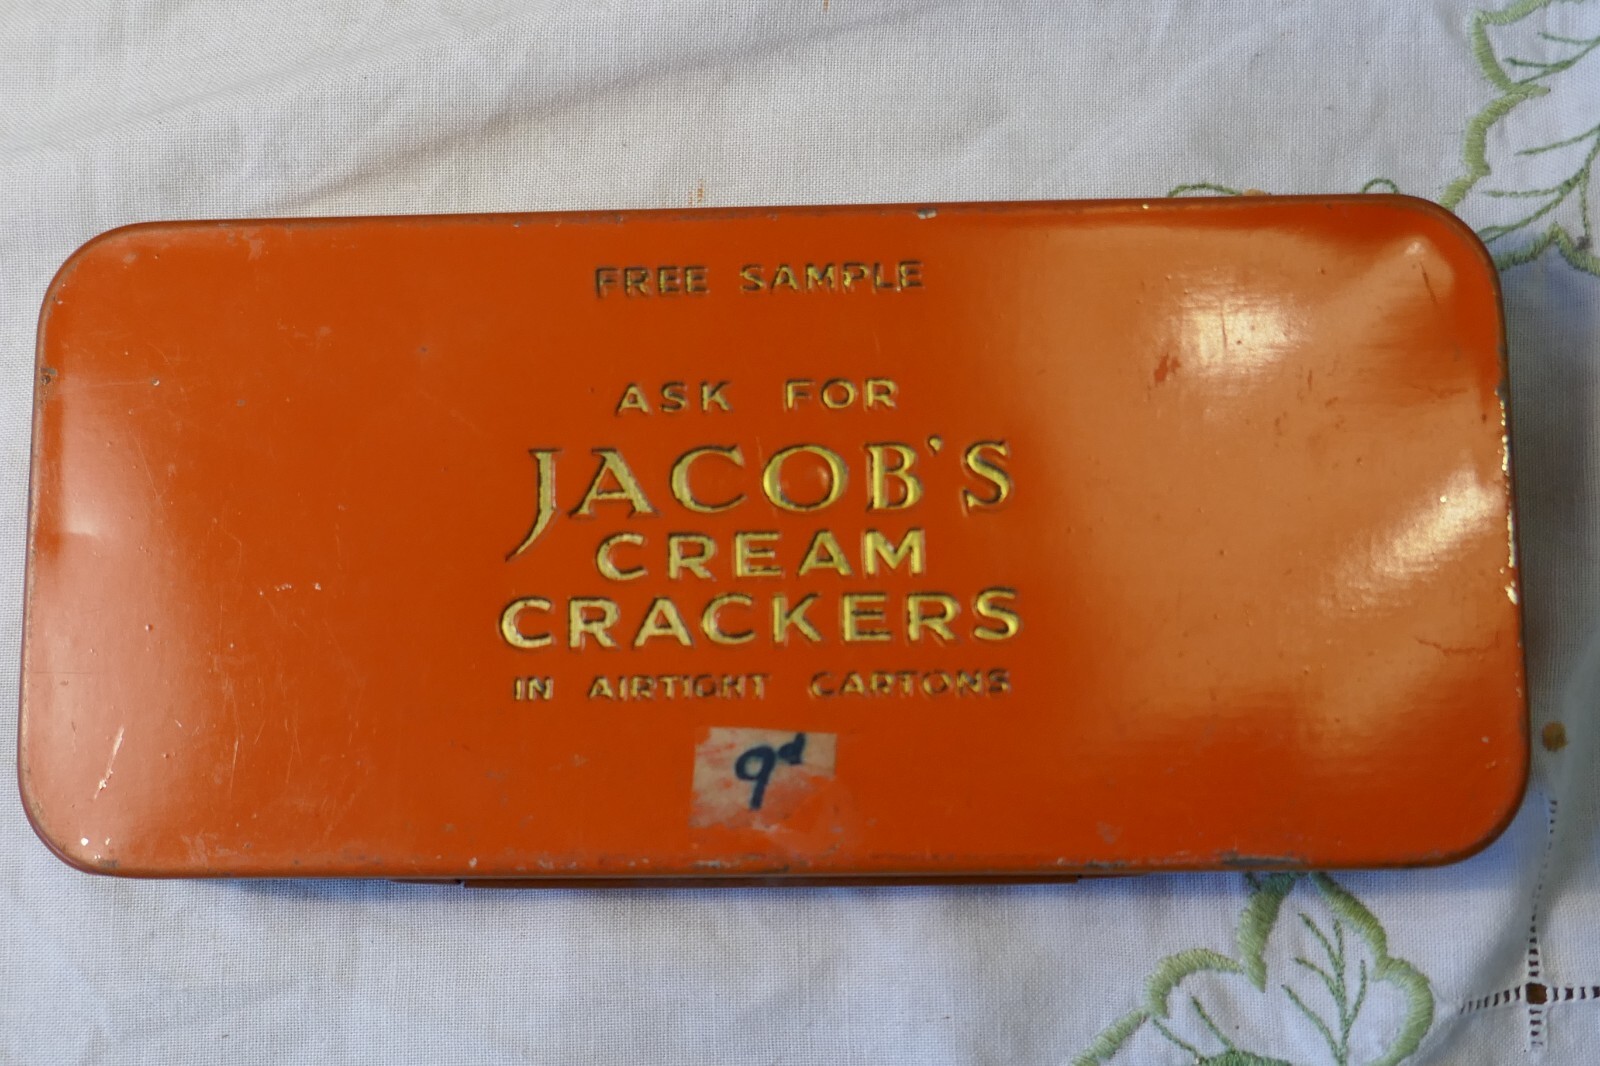 FREE SAMPLE
ASK FOR
JACOB'S
CREAM
CRACKERS
IN AIRTIGHT CARTONS
9d